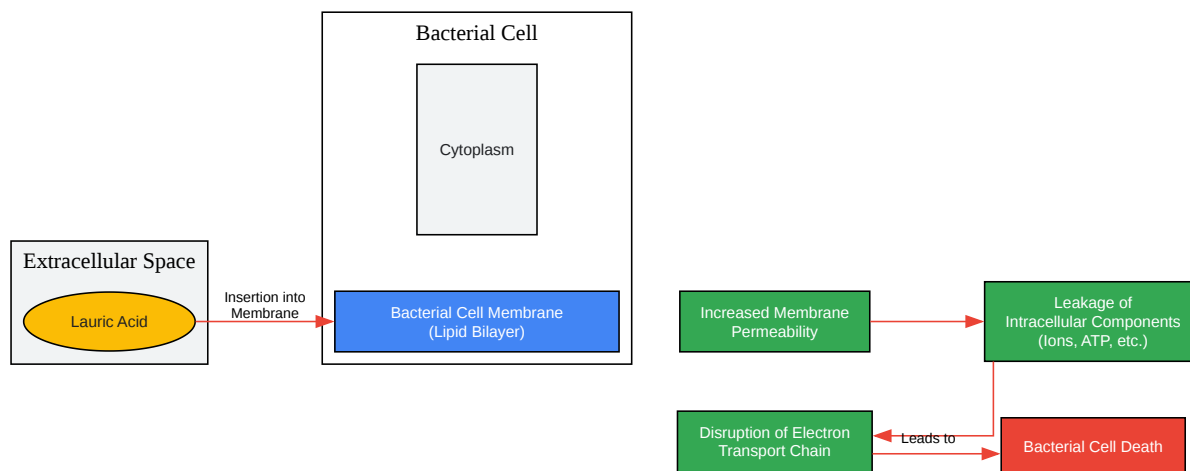 Bacterial Cell
Cytoplasm
Extracellular Space
Lauric Acid
Insertion into
Membrane
Bacterial Cell Membrane
(Lipid Bilayer)
Increased Membrane
Permeability
Leakage of
Intracellular Components
(Ions, ATP, etc.)
Disruption of Electron
Transport Chain
Leads to
Bacterial Cell Death